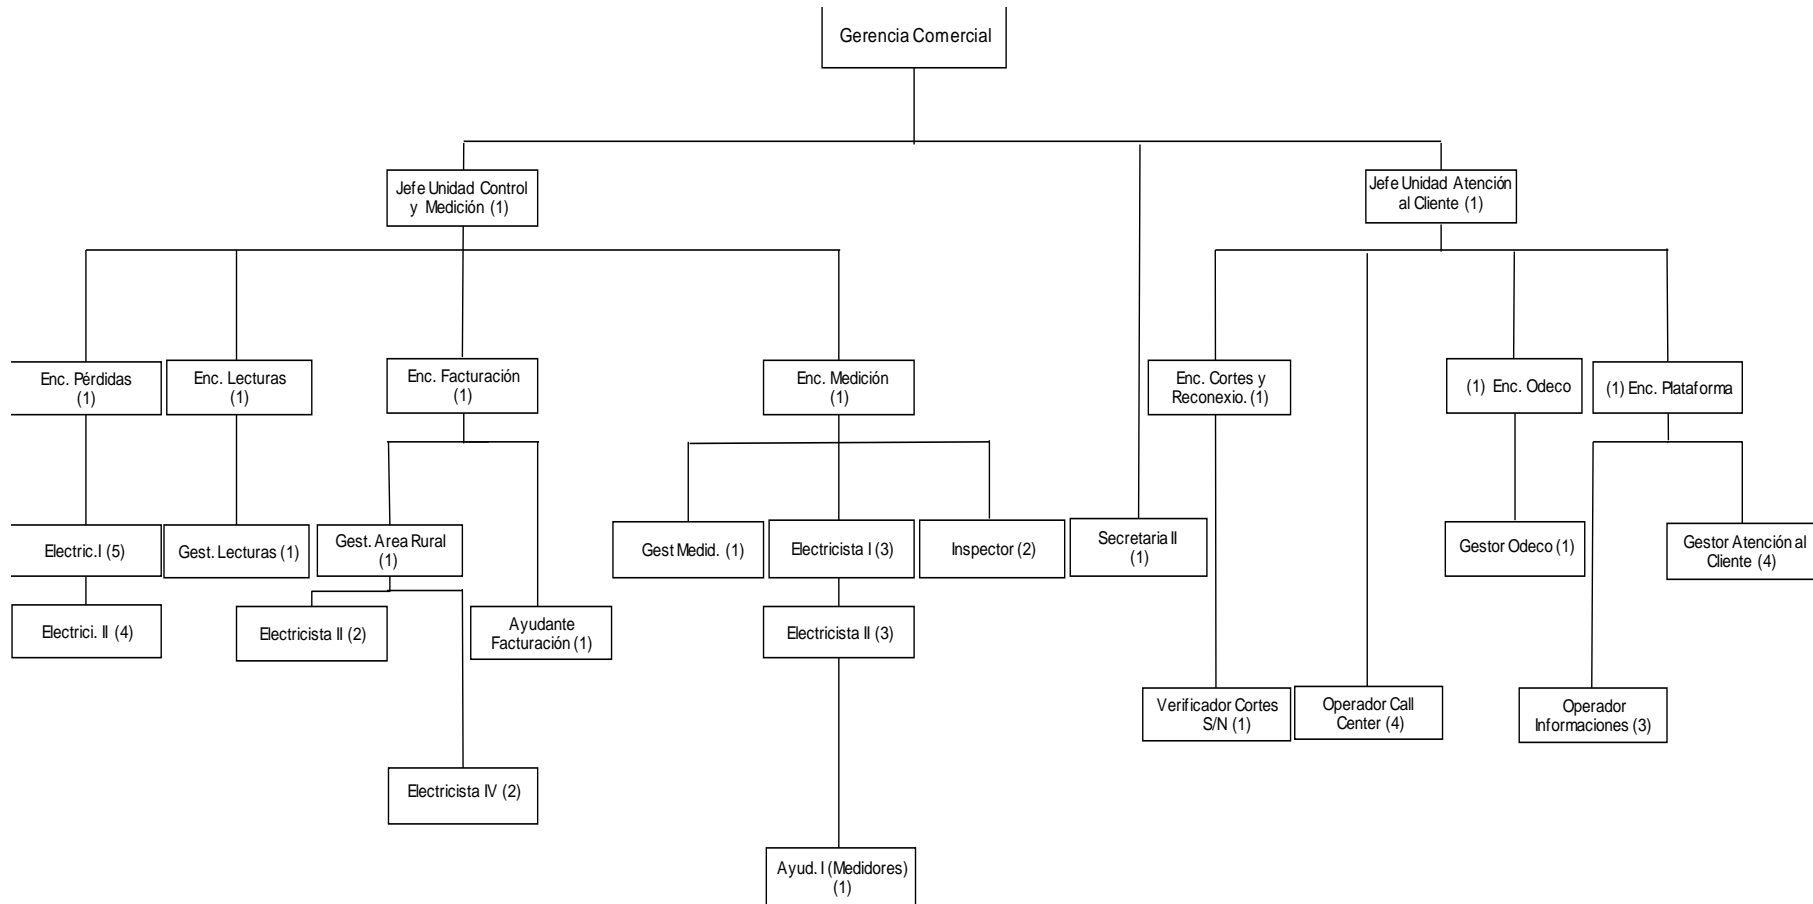 Gerencia Comercial
Jefe Unidad Control
y Medición (1)
Jefe Unidad Atención
al Cliente (1)
Enc. Pérdidas
(1)
Enc. Lecturas
(1)
Enc. Facturación
(1)
Enc. Medición
(1)
Enc. Cortes y
Reconexio. (1)
(1) Enc. Odeco
(1) Enc. Plataforma
Electric.I (5)
Gest. Lecturas (1)
Gest. Area Rural
(1)
Gest Medid. (1)
Electricista I (3)
Inspector (2)
Secretaria II
(1)
Gestor Odeco (1)
Gestor Atención al
Cliente (4)
Electrici. II (4)
Electricista II (2)
Ayudante
Facturación (1)
Electricista II (3)
Verificador Cortes
S/N (1)
Operador Call
Center (4)
Operador
Informaciones (3)
Electricista IV (2)
Ayud. I (Medidores)
(1)